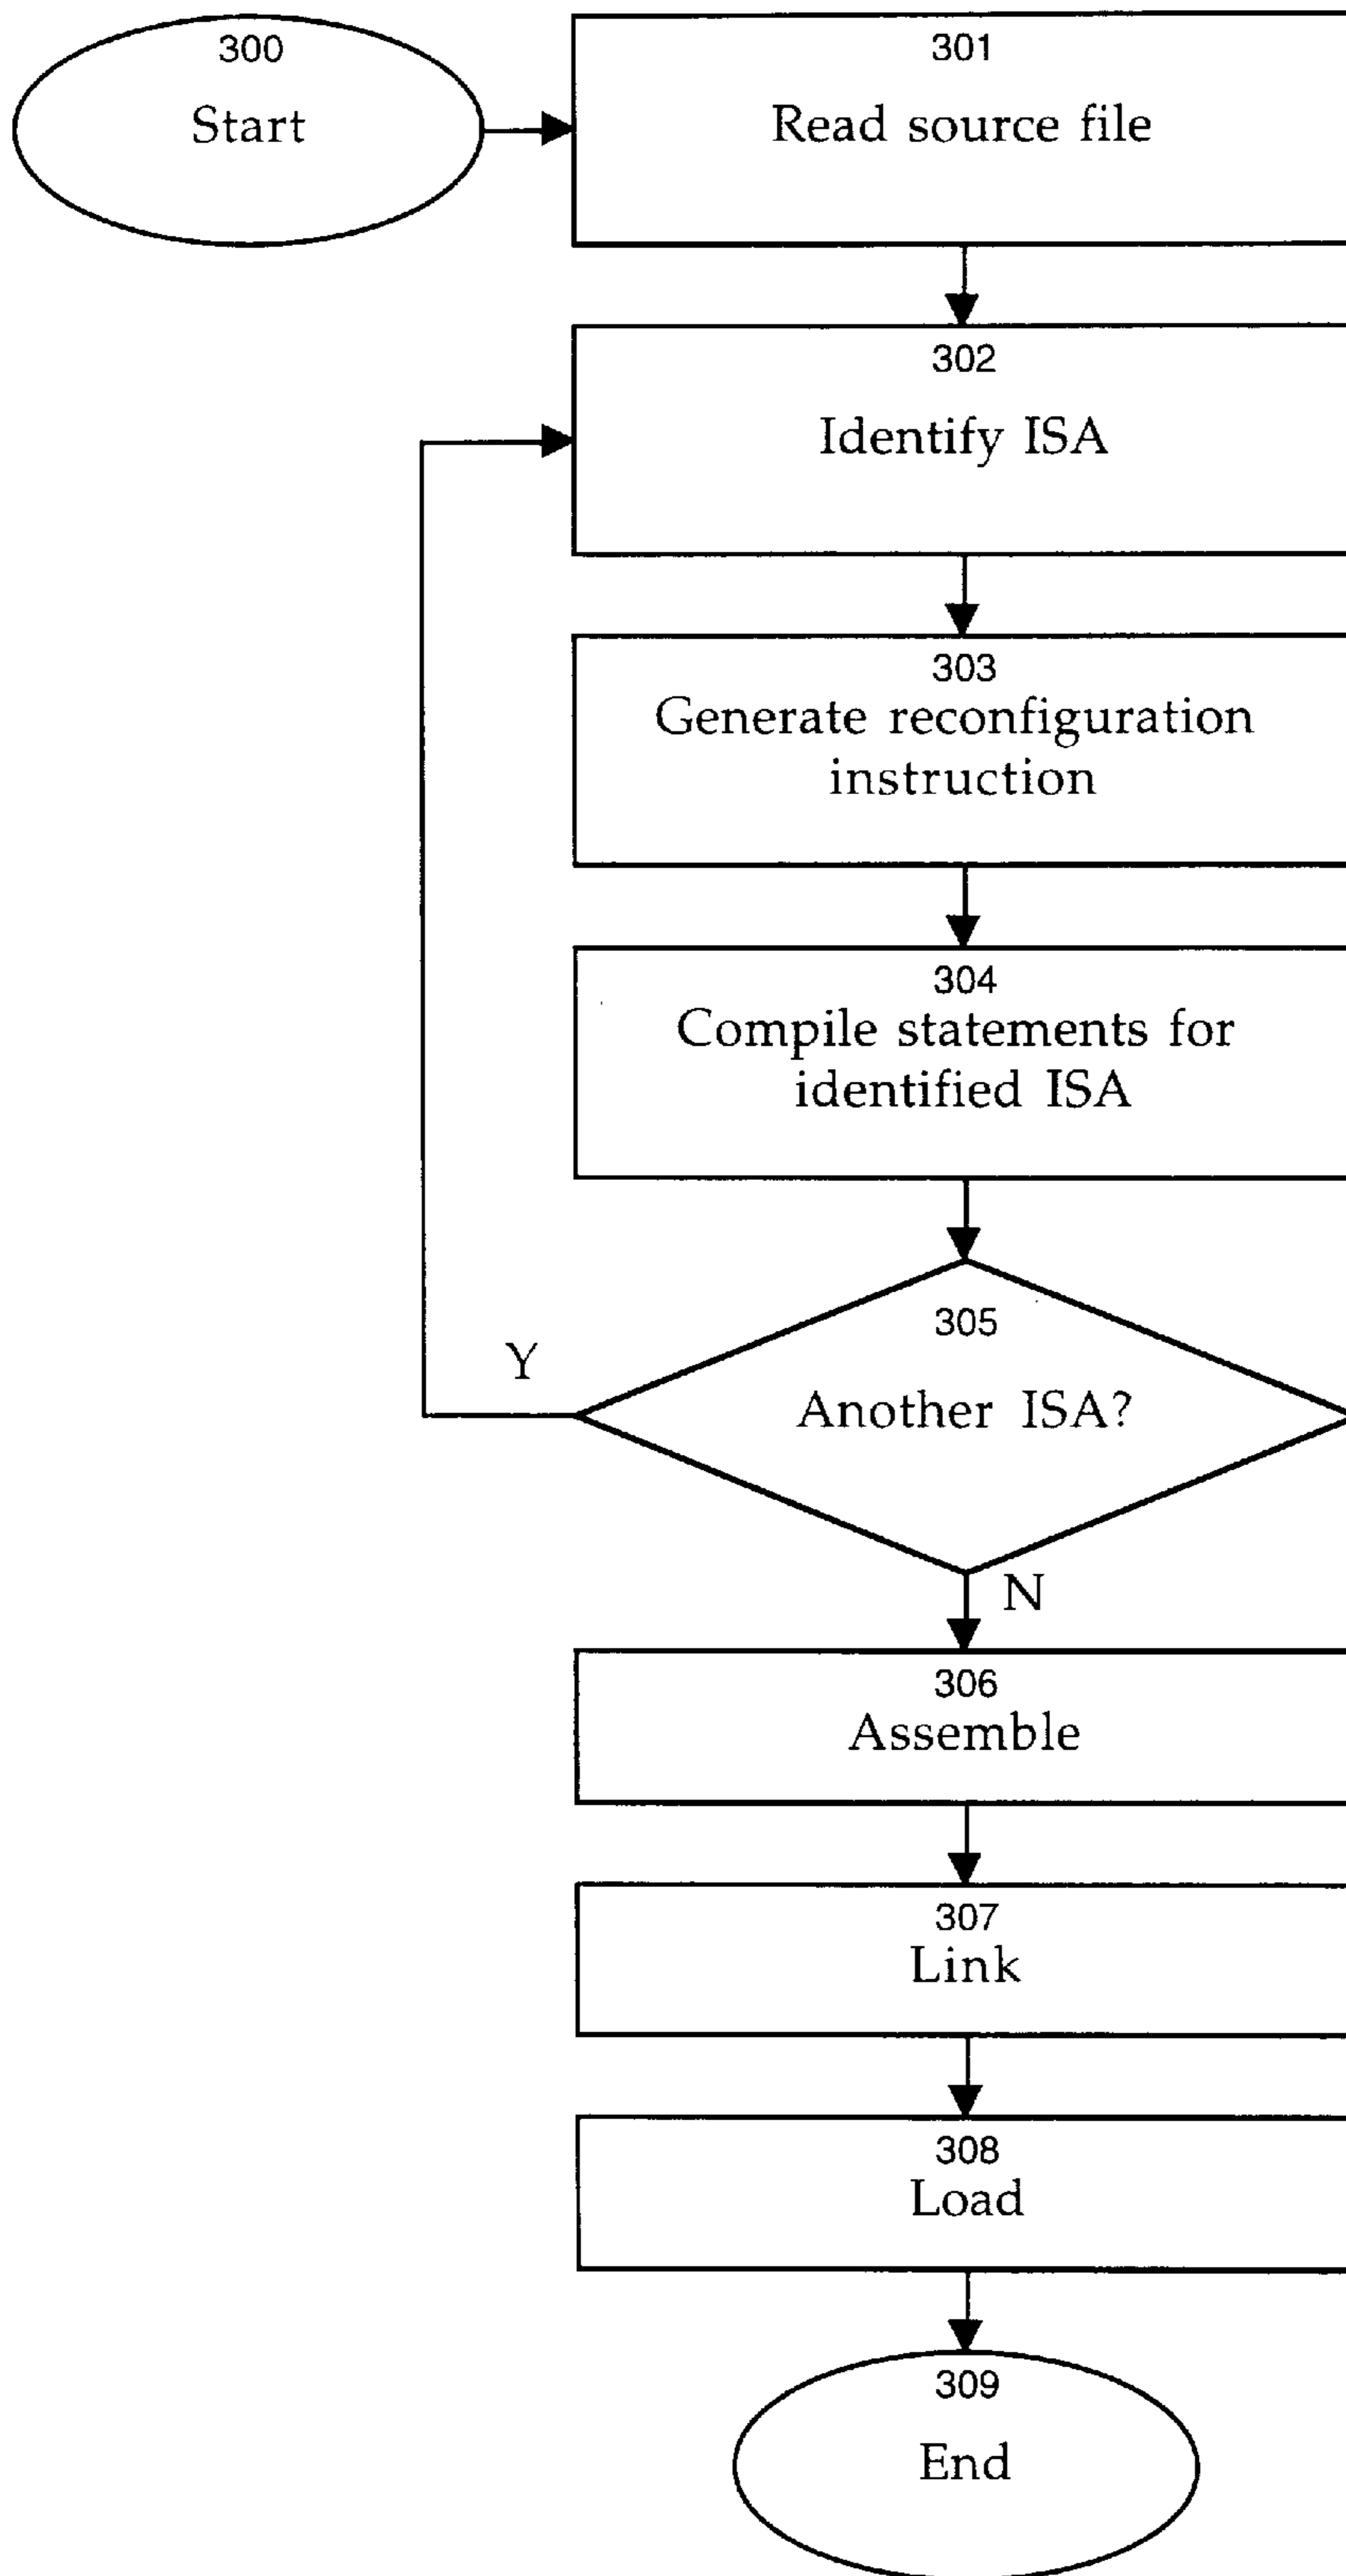 300
Start
301
Read source file
302
Identify ISA
303
Generate reconfiguration
instruction
304
Compile statements for
identified ISA
305
Another ISA?
Y
N
306
Assemble
307
Link
308
Load
309
End